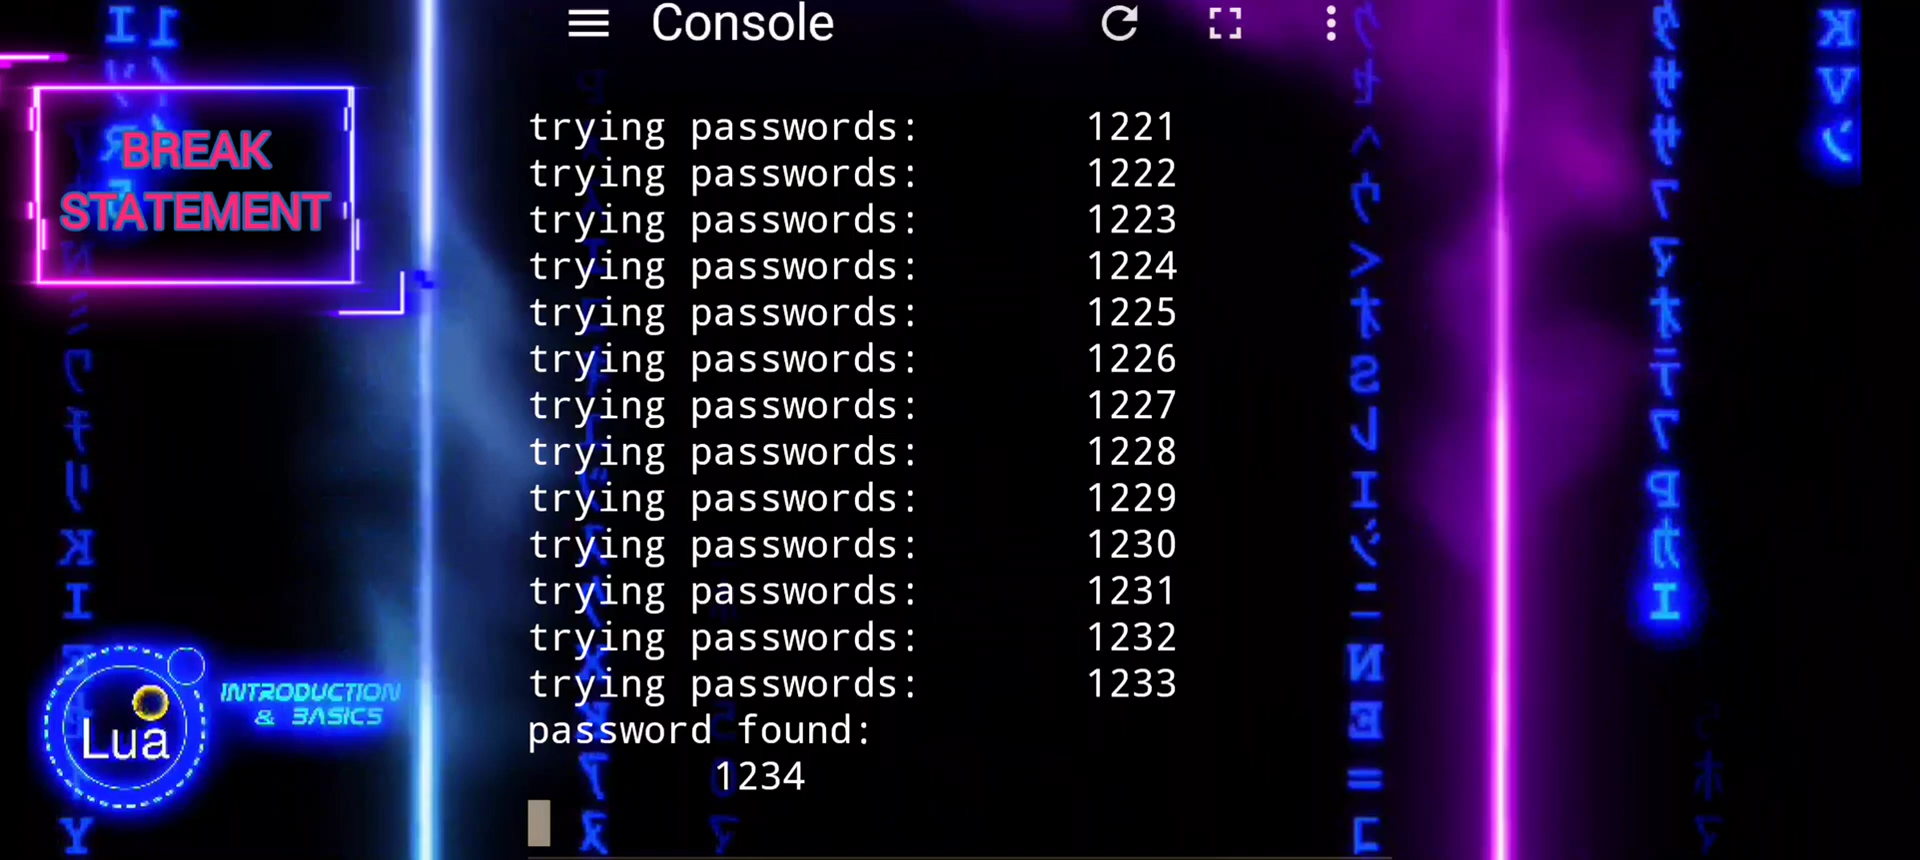 Console
BREAK
STATEMENT
trying passwords: 1221
trying passwords: 1222
trying passwords: 1223
trying passwords: 1224
trying passwords: 1225
trying passwords: 1226
trying passwords: 1227
trying passwords: 1228
trying passwords: 1229
trying passwords: 1230
trying passwords: 1231
trying passwords: 1232
trying passwords: 1233
password found:
1234
Lua
INTRODUCTION
& BASICS